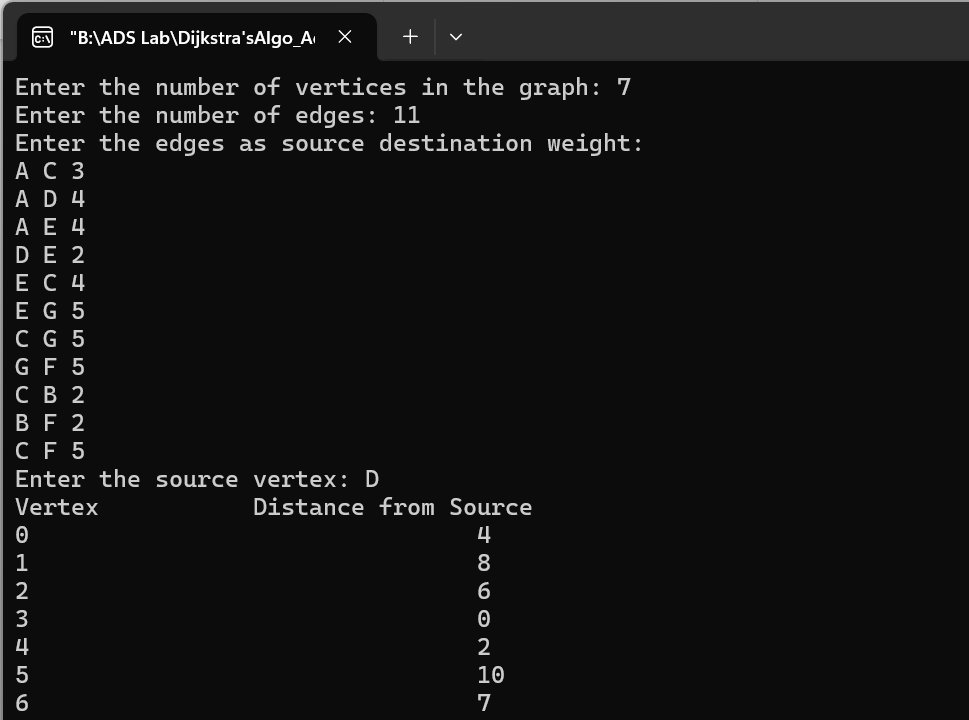 "B:\ADS Lab\Dijkstra'sAlgo_A
Enter the number of vertices in the graph: 7
Enter the number of edges: 11
Enter the edges as source destination weight:
A C 3
A D 4
A E 4
D E 2
E C 4
E G 5
C G 5
G F 5
C B 2
B F 2
C F 5
Enter the source vertex: D
Vertex Distance from Source
0 4
1 8
2 6
3 0
4 2
5 10
6 7